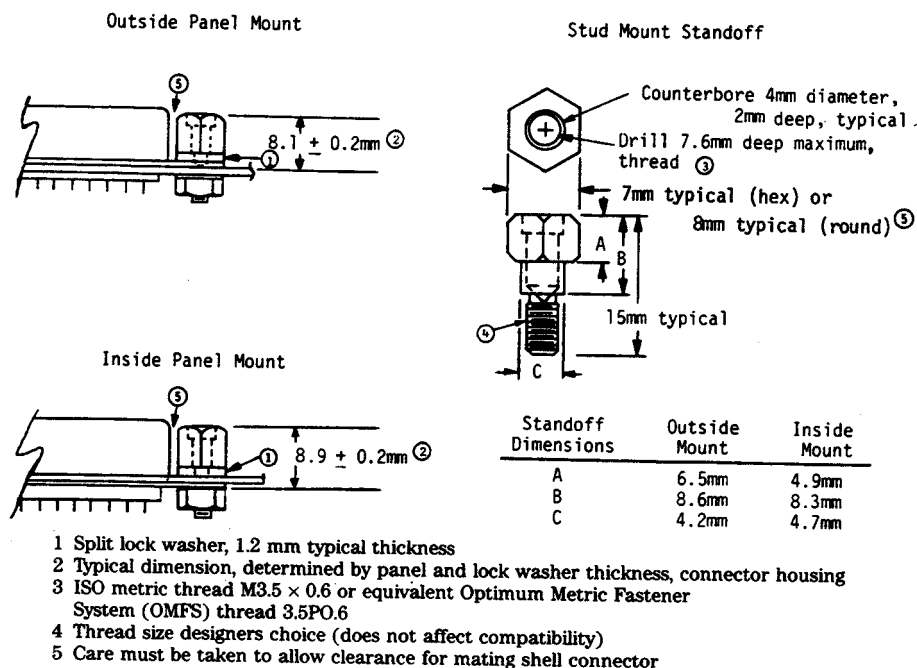 Outside Panel Mount
⑤
8.1 ± 0.2mm ②
①
Inside Panel Mount
⑤
8.9 ± 0.2mm ②
①
Stud Mount Standoff
Counterbore 4mm diameter,
2mm deep, typical
Drill 7.6mm deep maximum,
thread ③
7mm typical (hex) or
8mm typical (round) ⑤
A
B
15mm typical
④
C
Standoff Dimensions Outside Mount Inside Mount
A 6.5mm 4.9mm
B 8.6mm 8.3mm
C 4.2mm 4.7mm
1 Split lock washer, 1.2 mm typical thickness
2 Typical dimension, determined by panel and lock washer thickness, connector housing
3 ISO metric thread M3.5 × 0.6 or equivalent Optimum Metric Fastener
System (OMFS) thread 3.5PO.6
4 Thread size designers choice (does not affect compatibility)
5 Care must be taken to allow clearance for mating shell connector